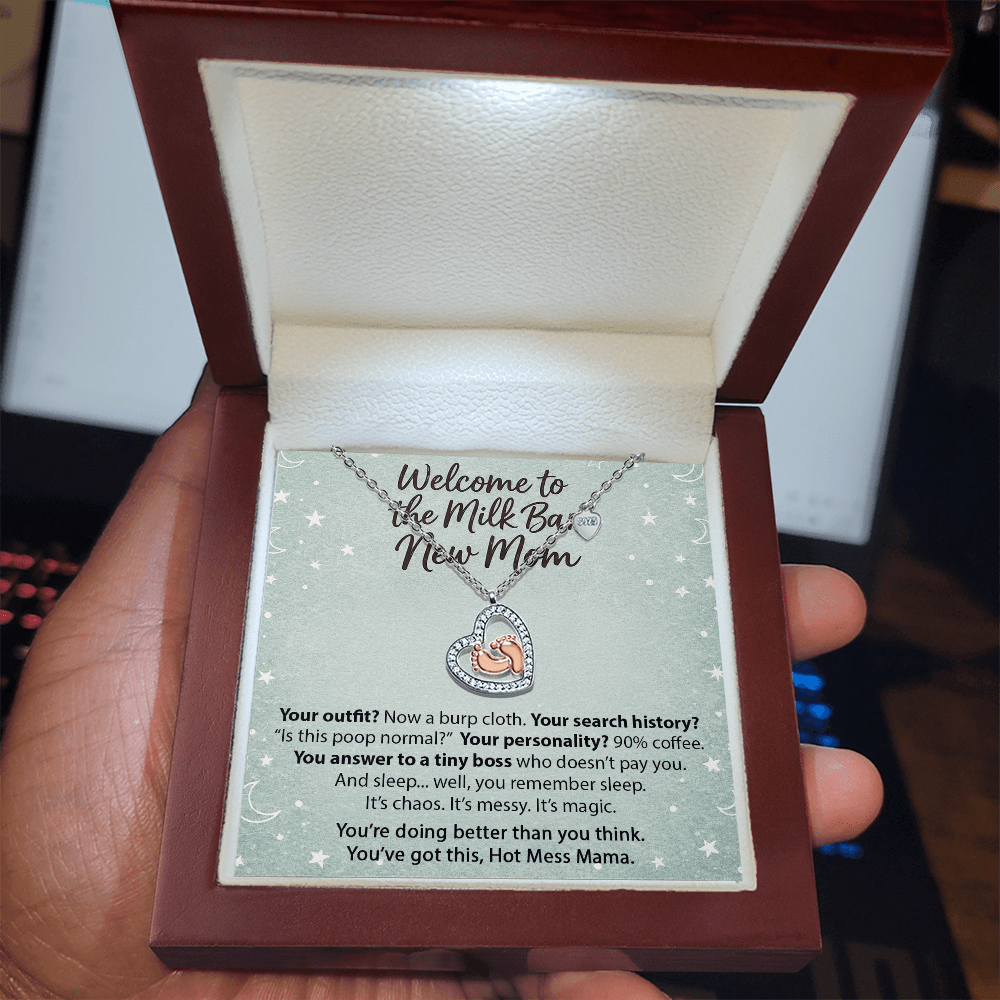 Welcome to
the Milk Bar
New Mom
Your outfit? Now a burp cloth. Your search history?
“Is this poop normal?” Your personality? 90% coffee.
You answer to a tiny boss who doesn’t pay you.
And sleep... well, you remember sleep.
It’s chaos. It’s messy. It’s magic.
You’re doing better than you think.
You’ve got this, Hot Mess Mama.